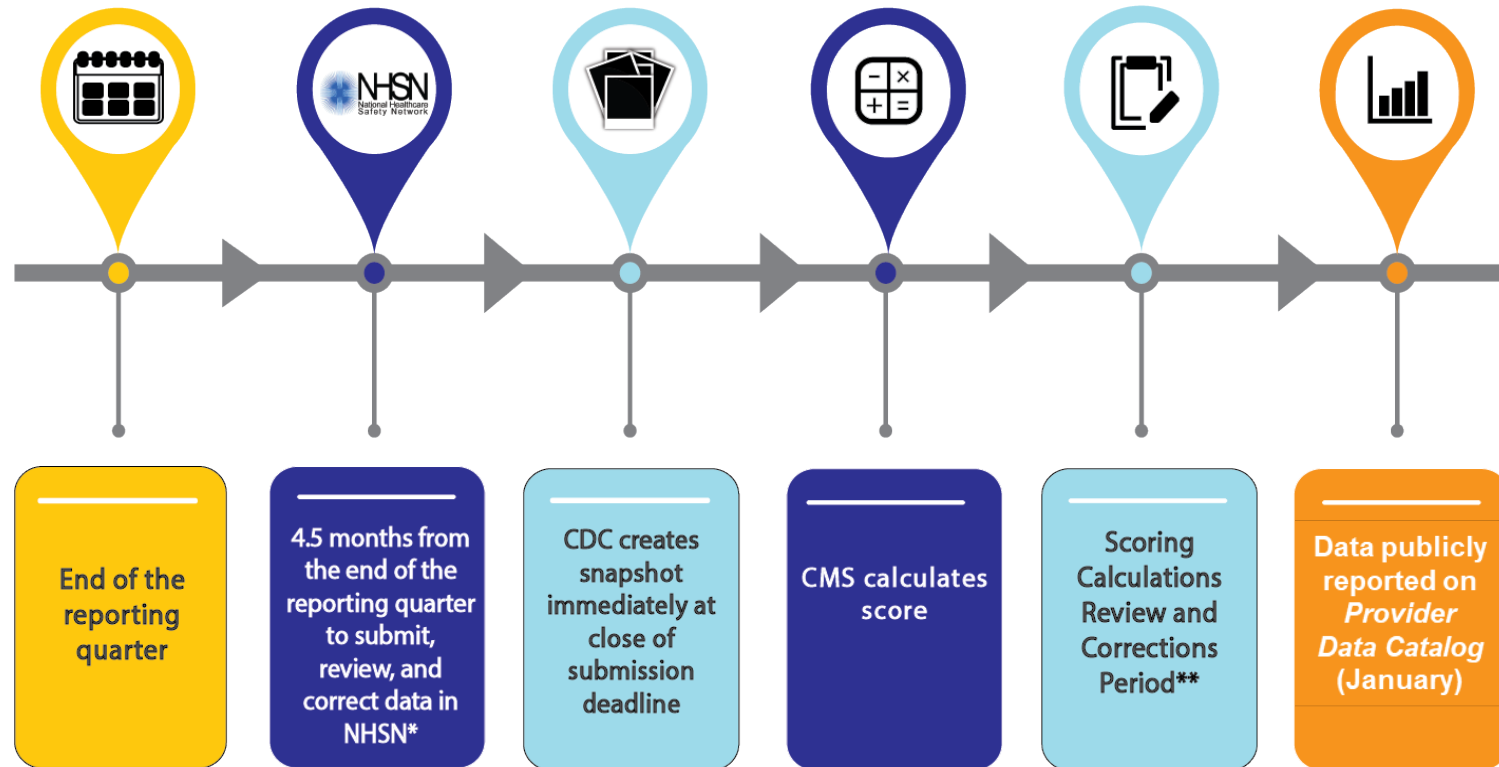 NHSN
National Healthcare
Safety Network
End of the
reporting
quarter
4.5 months from
the end of the
reporting quarter
to submit,
review, and
correct data in
NHSN*
CDC creates
snapshot
immediately at
close of
submission
deadline
CMS calculates
score
Scoring
Calculations
Review and
Corrections
Period**
Data publicly
reported on
Provider
Data Catalog
(January)